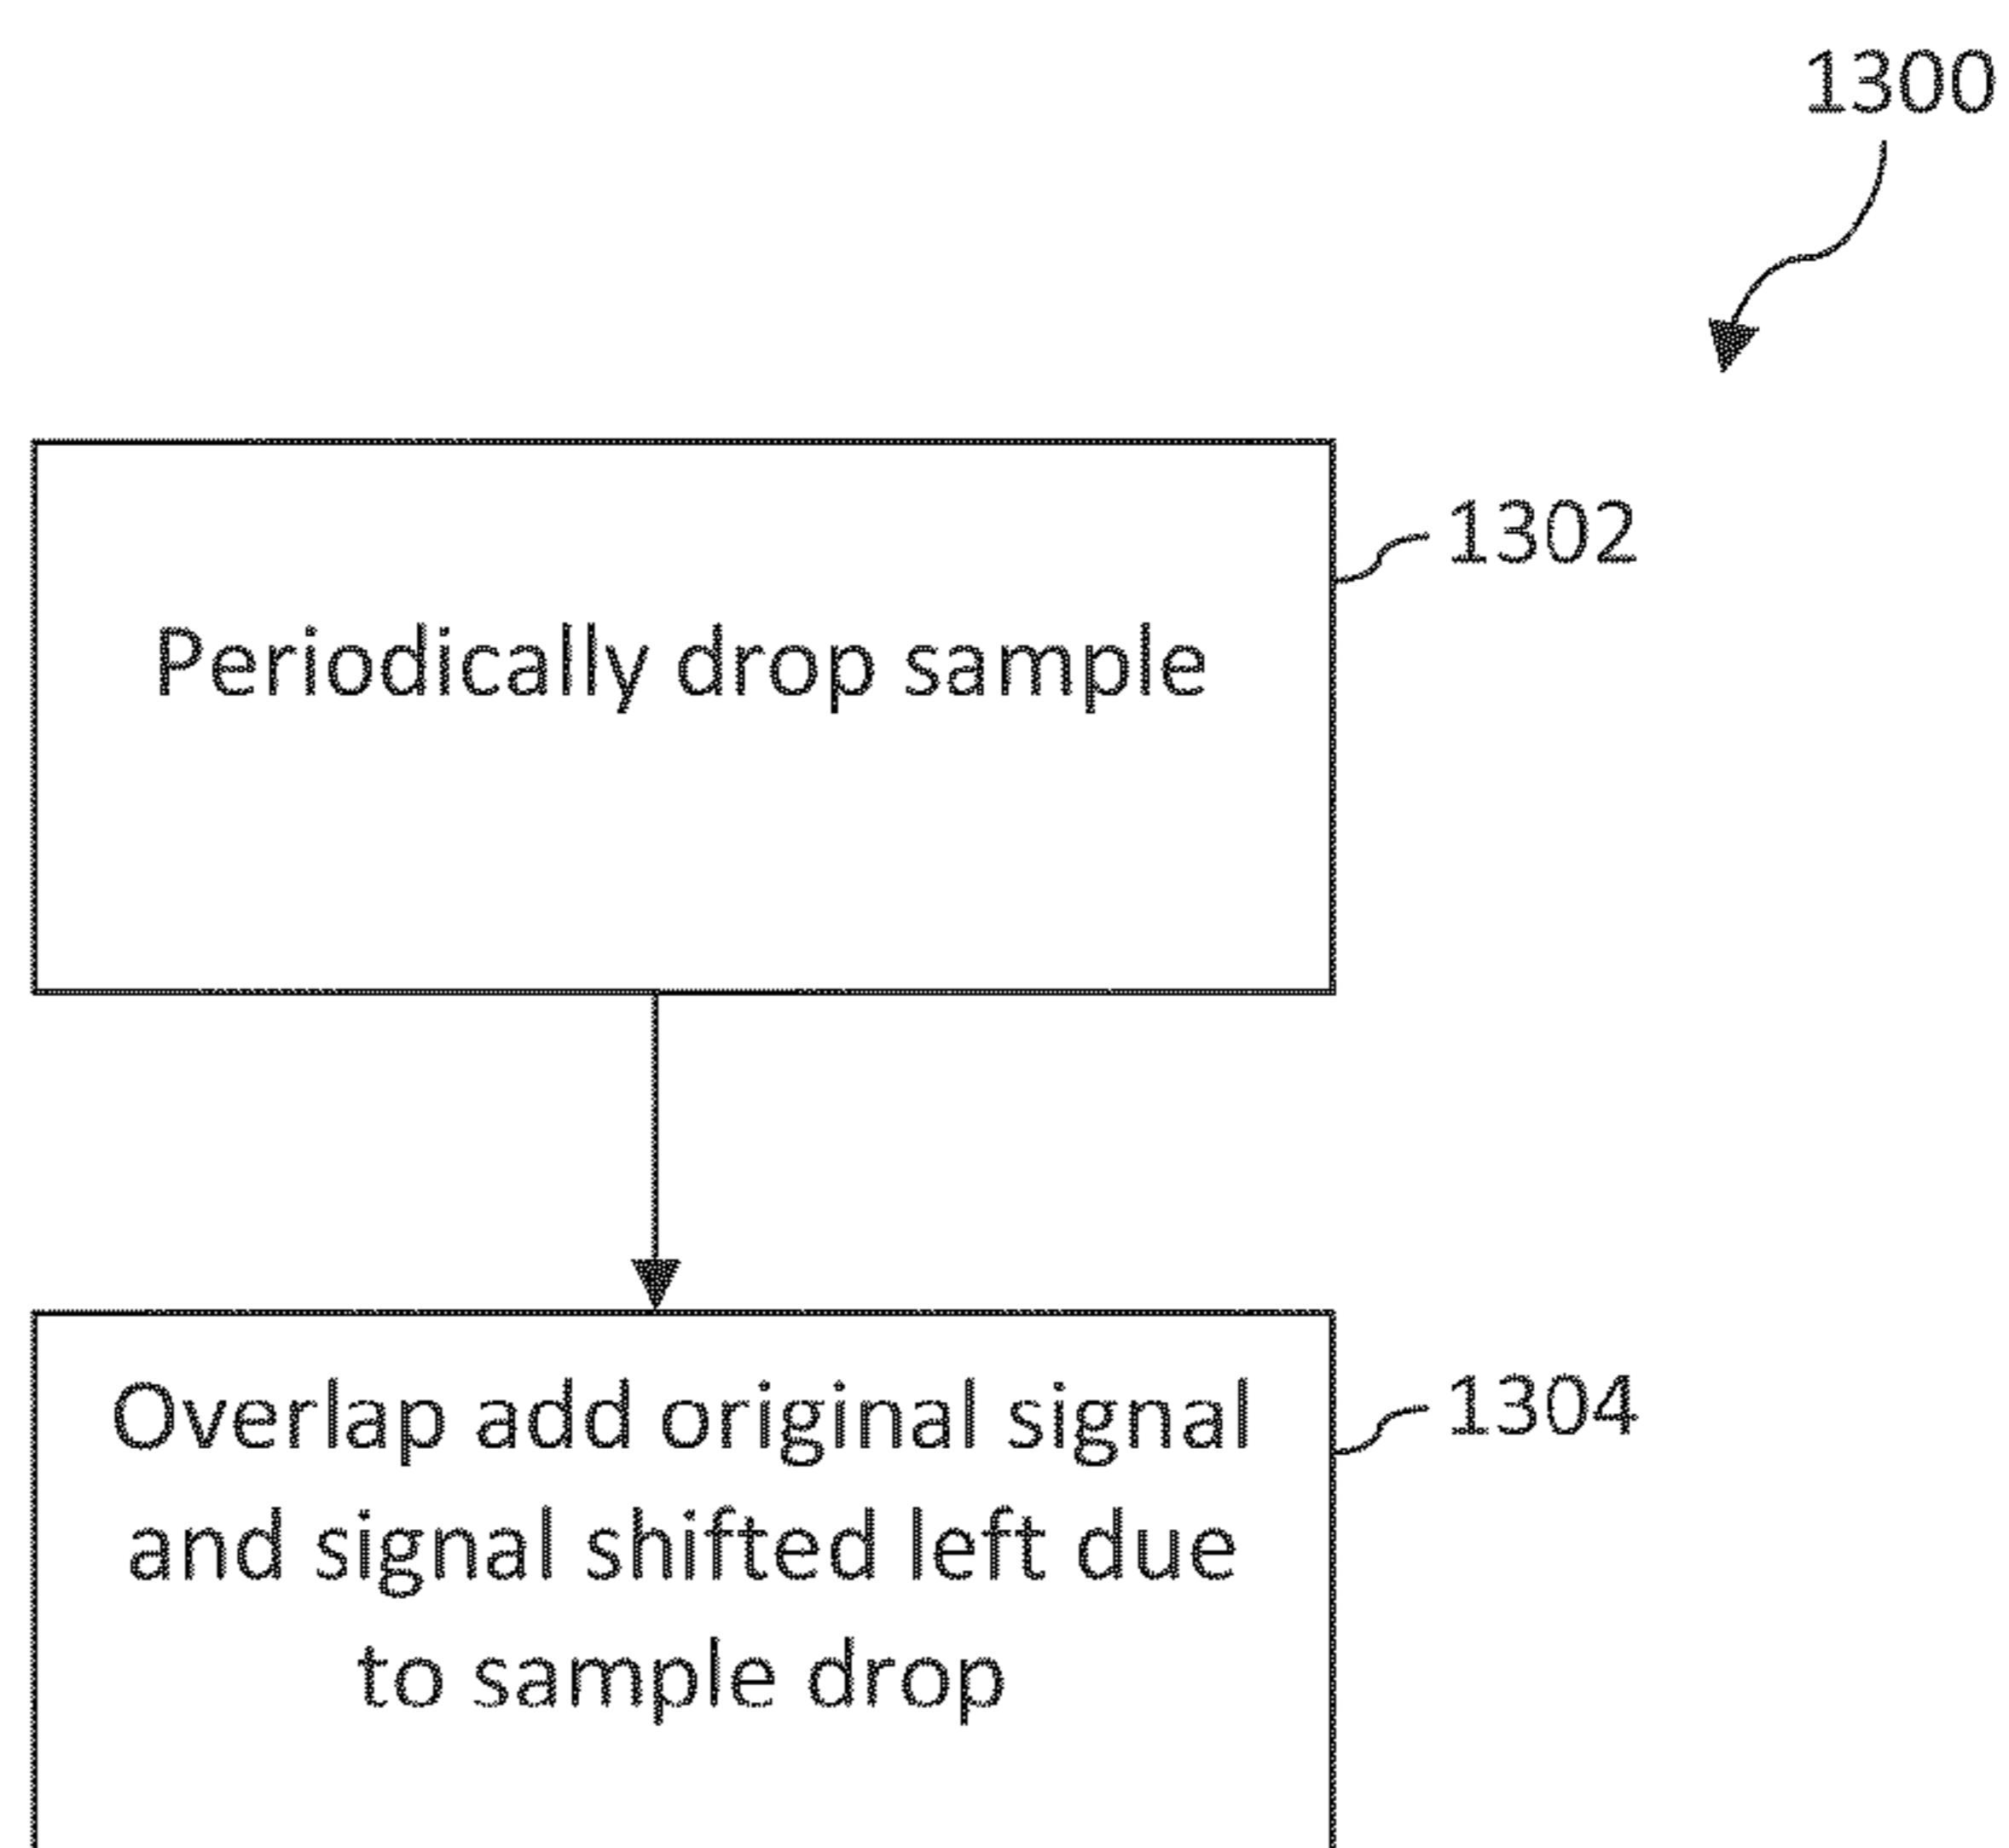 1300
1302
Periodically drop sample
1304
Overlap add original signal
and signal shifted left due
to sample drop